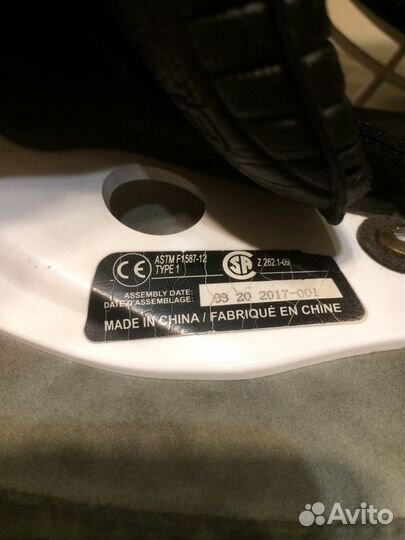 CE ASTM F1587-12 CSA Z 262.1-09
TYPE 1
ASSEMBLY DATE:
DATE D'ASSEMBLAGE: 03 20 2017-001
MADE IN CHINA / FABRIQUÉ EN CHINE
Avito